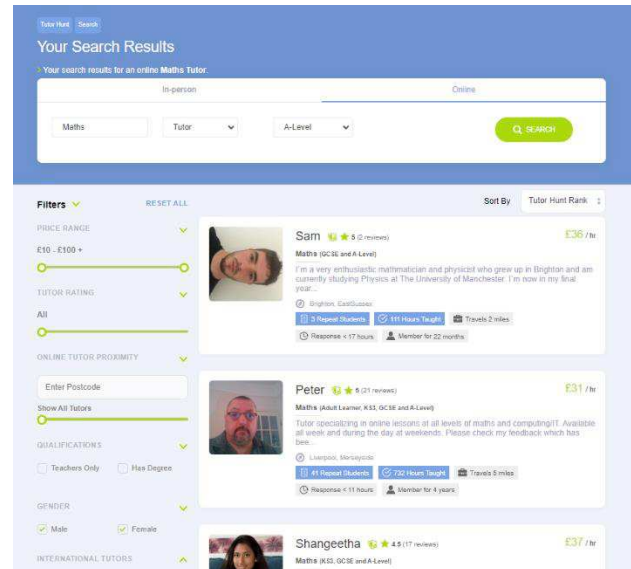 Tutor Hunt Search
Your Search Results
> Your search results for an online Maths Tutor.
In-person Online
Maths Tutor A-Level SEARCH
Filters RESET ALL
Sort By Tutor Hunt Rank
PRICE RANGE
£10 - £100 +
TUTOR RATING
All
ONLINE TUTOR PROXIMITY
Enter Postcode
Show All Tutors
QUALIFICATIONS
Teachers Only Has Degree
GENDER
Male Female
INTERNATIONAL TUTORS
Sam 5 (2 reviews) £36 / hr
Maths (GCSE and A-Level)
I'm a very enthusiastic mathmatician and physicist who grew up in Brighton and am
currently studying Physics at The University of Manchester. I'm now in my final
year...
Brighton, EastSussex
3 Repeat Students 111 Hours Taught Travels 2 miles
Response < 17 hours Member for 22 months
Peter 5 (21 reviews) £31 / hr
Maths (Adult Learner, KS3, GCSE and A-Level)
Tutor specializing in online lessons at all levels of maths and computing/IT. Available
all week and during the day at weekends. Please check my feedback which has
bee...
Liverpool, Merseyside
41 Repeat Students 732 Hours Taught Travels 5 miles
Response < 11 hours Member for 4 years
Shangeetha 4.5 (17 reviews) £37 / hr
Maths (KS3, GCSE and A-Level)